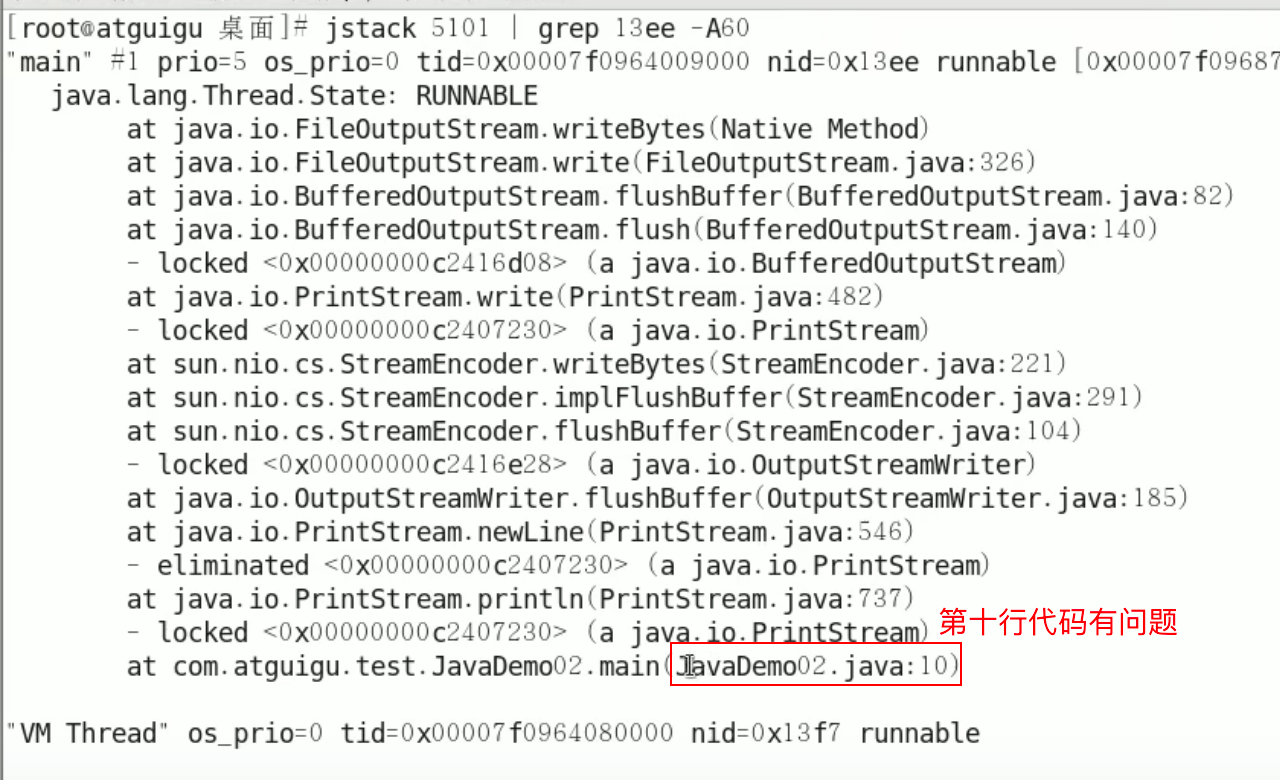 [root@atguigu 桌面]# jstack 5101 | grep 13ee -A60
"main" #1 prio=5 os_prio=0 tid=0x00007f0964009000 nid=0x13ee runnable [0x00007f09687
java.lang.Thread.State: RUNNABLE
at java.io.FileOutputStream.writeBytes(Native Method)
at java.io.FileOutputStream.write(FileOutputStream.java:326)
at java.io.BufferedOutputStream.flushBuffer(BufferedOutputStream.java:82)
at java.io.BufferedOutputStream.flush(BufferedOutputStream.java:140)
- locked <0x00000000c2416d08> (a java.io.BufferedOutputStream)
at java.io.PrintStream.write(PrintStream.java:482)
- locked <0x00000000c2407230> (a java.io.PrintStream)
at sun.nio.cs.StreamEncoder.writeBytes(StreamEncoder.java:221)
at sun.nio.cs.StreamEncoder.implFlushBuffer(StreamEncoder.java:291)
at sun.nio.cs.StreamEncoder.flushBuffer(StreamEncoder.java:104)
- locked <0x00000000c2416e28> (a java.io.OutputStreamWriter)
at java.io.OutputStreamWriter.flushBuffer(OutputStreamWriter.java:185)
at java.io.PrintStream.newLine(PrintStream.java:546)
- eliminated <0x00000000c2407230> (a java.io.PrintStream)
at java.io.PrintStream.println(PrintStream.java:737)
- locked <0x00000000c2407230> (a java.io.PrintStream)
第十行代码有问题
at com.atguigu.test.JavaDemo02.main(JavaDemo02.java:10)
"VM Thread" os_prio=0 tid=0x00007f0964080000 nid=0x13f7 runnable